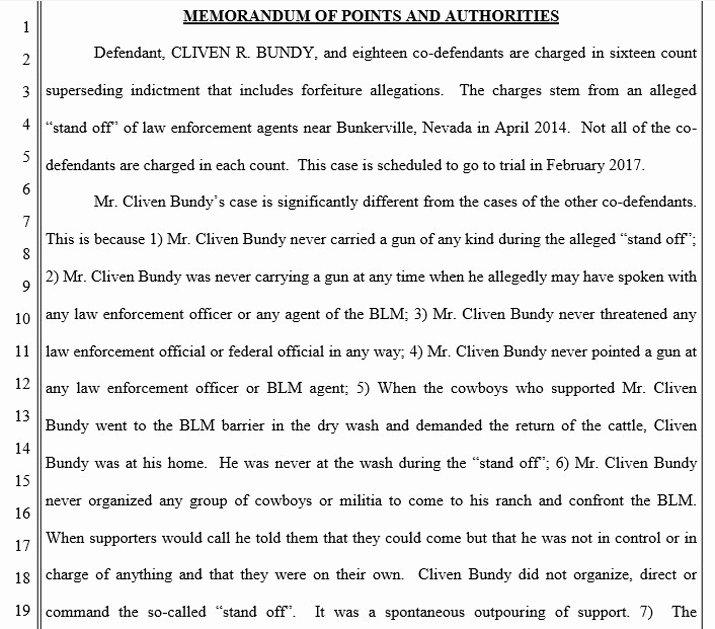 MEMORANDUM OF POINTS AND AUTHORITIES
1
2 Defendant, CLIVEN R. BUNDY, and eighteen co-defendants are charged in sixteen count
3 superseding indictment that includes forfeiture allegations. The charges stem from an alleged
4 “stand off” of law enforcement agents near Bunkerville, Nevada in April 2014. Not all of the co-
5 defendants are charged in each count. This case is scheduled to go to trial in February 2017.
6 Mr. Cliven Bundy’s case is significantly different from the cases of the other co-defendants.
7 This is because 1) Mr. Cliven Bundy never carried a gun of any kind during the alleged “stand off”;
8 2) Mr. Cliven Bundy was never carrying a gun at any time when he allegedly may have spoken with
9 any law enforcement officer or any agent of the BLM; 3) Mr. Cliven Bundy never threatened any
10 law enforcement official or federal official in any way; 4) Mr. Cliven Bundy never pointed a gun at
11 any law enforcement officer or BLM agent; 5) When the cowboys who supported Mr. Cliven
12 Bundy went to the BLM barrier in the dry wash and demanded the return of the cattle, Cliven
13 Bundy was at his home. He was never at the wash during the “stand off”; 6) Mr. Cliven Bundy
14 never organized any group of cowboys or militia to come to his ranch and confront the BLM.
15 When supporters would call he told them that they could come but that he was not in control or in
16 charge of anything and that they were on their own. Cliven Bundy did not organize, direct or
17 command the so-called “stand off”. It was a spontaneous outpouring of support. 7) The
18
19